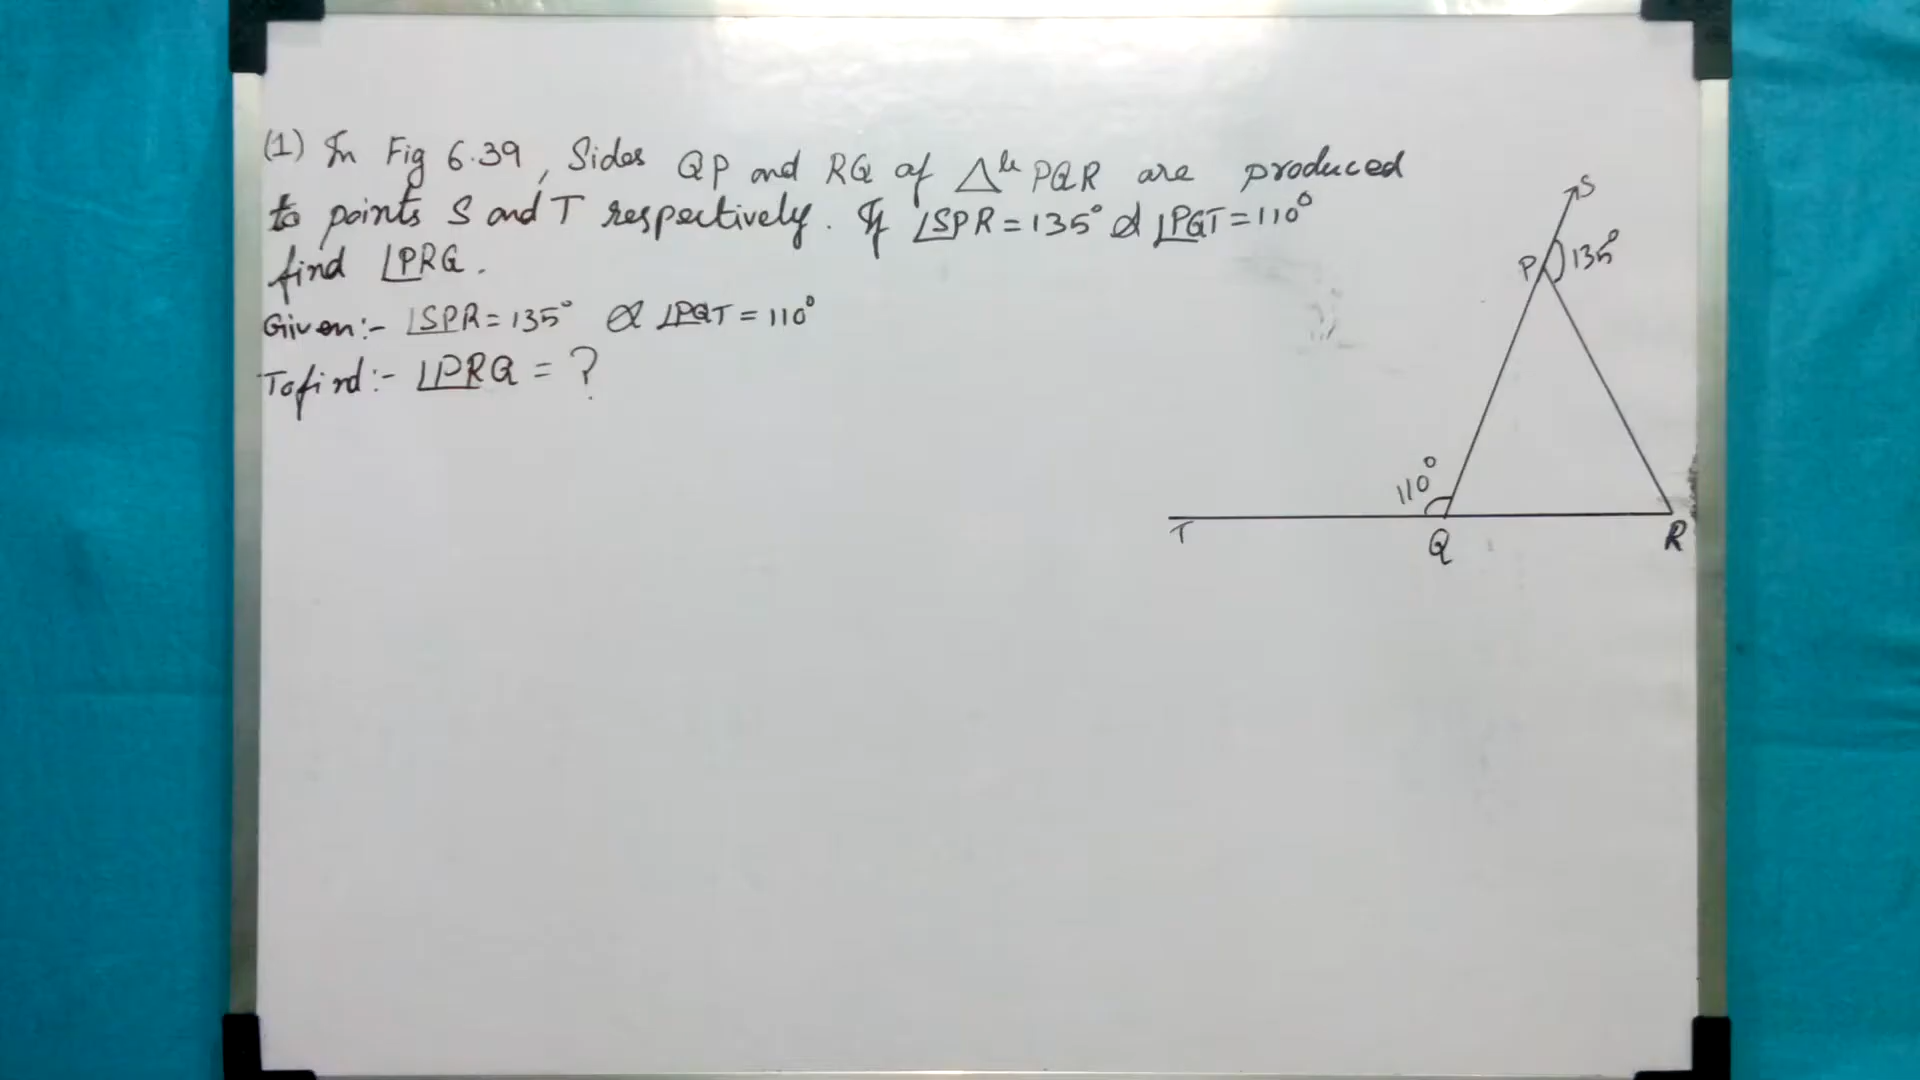 (1) In Fig 6.39, Sides QP and RQ of Δle PQR are produced
to points S and T respectively. If ∠SPR = 135° & ∠PQT = 110°
find ∠PRQ.
Given:- ∠SPR = 135° & ∠PQT = 110°
To find:- ∠PRQ = ?
S
P 135°
110°
T Q R